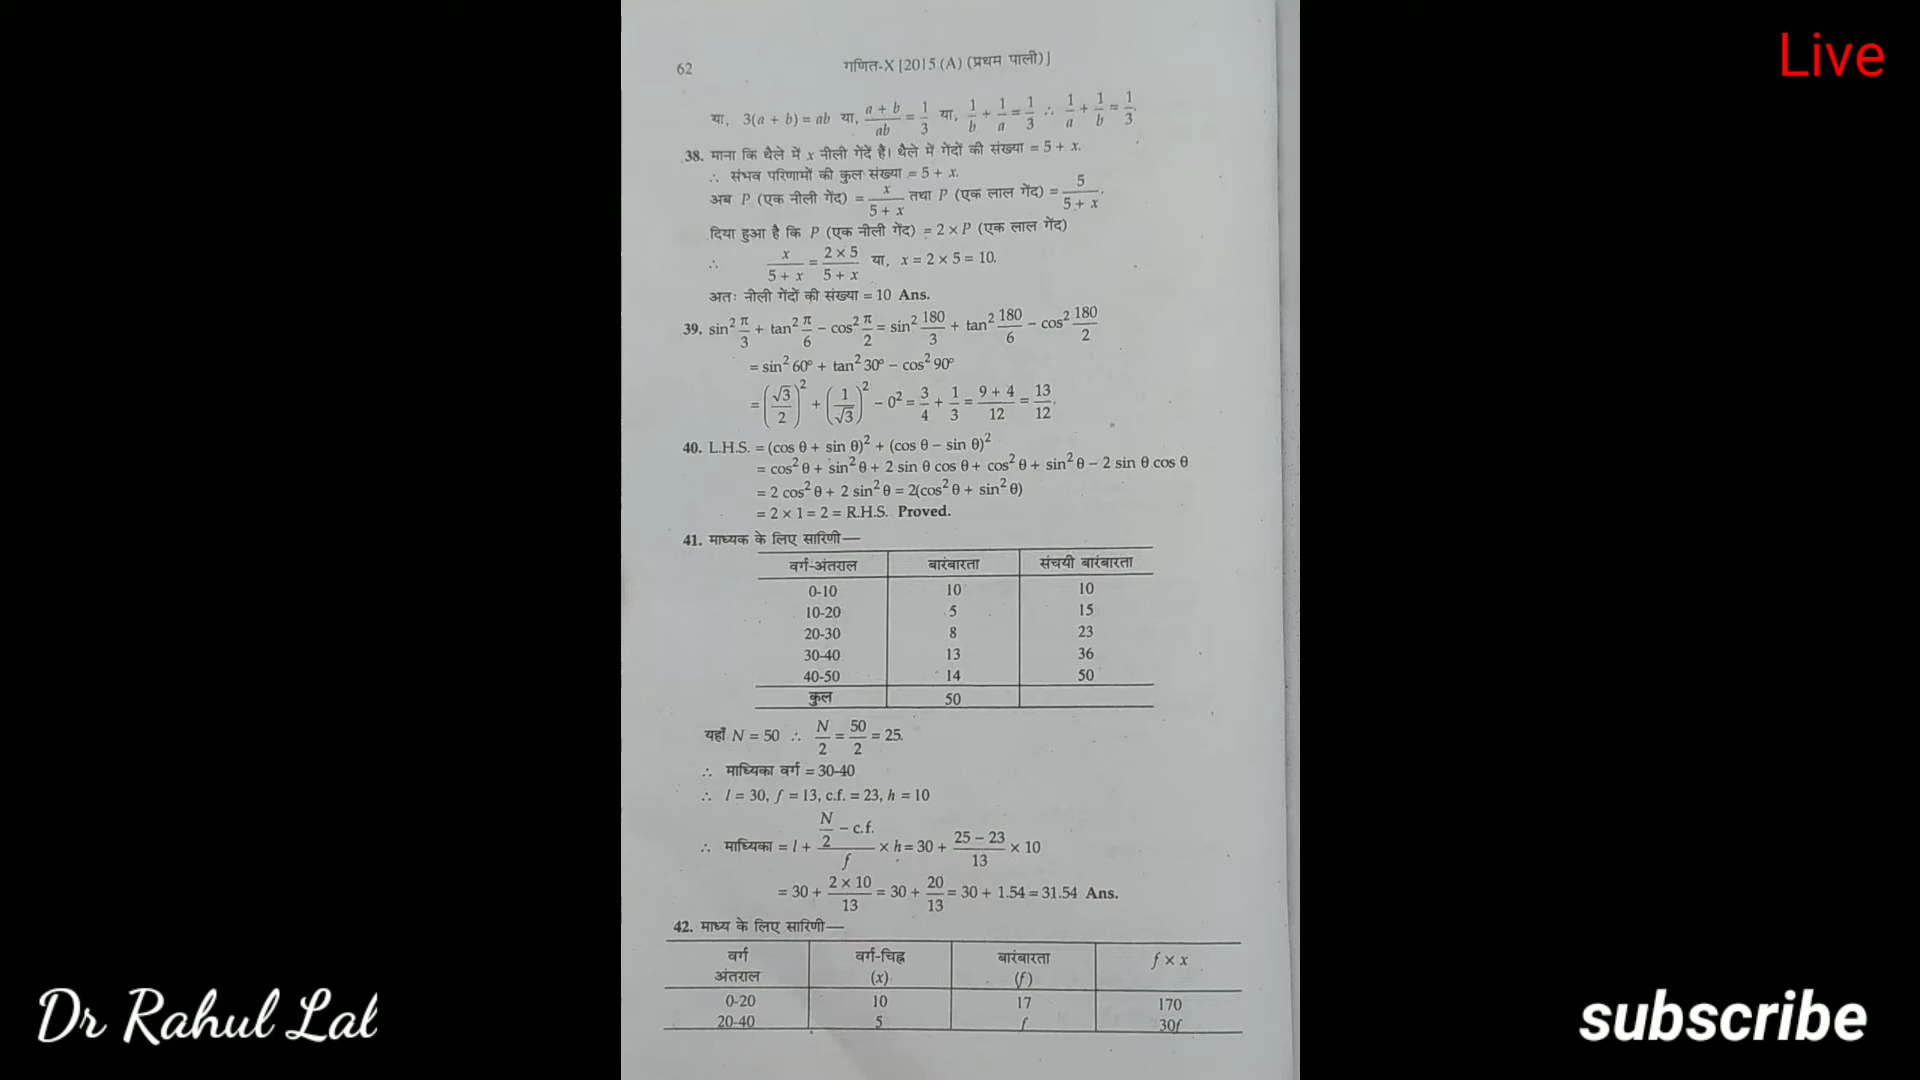 Live
62
गणित-X [2015 (A) (प्रथम पाली)]
या, 3(a + b) = ab या, (a + b)/ab = 1/3 या, 1/b + 1/a = 1/3 ∴ 1/a + 1/b = 1/3.
38. माना कि थैले में x नीली गेंदें हैं। थैले में गेंदों की संख्या = 5 + x.
∴ संभव परिणामों की कुल संख्या = 5 + x.
अब P (एक नीली गेंद) = x/(5 + x) तथा P (एक लाल गेंद) = 5/(5 + x).
दिया हुआ है कि P (एक नीली गेंद) = 2 × P (एक लाल गेंद)
∴ x/(5 + x) = (2 × 5)/(5 + x) या, x = 2 × 5 = 10.
अतः नीली गेंदों की संख्या = 10 Ans.
39. sin² π/3 + tan² π/6 − cos² π/2 = sin² 180/3 + tan² 180/6 − cos² 180/2
= sin² 60° + tan² 30° − cos² 90°
= (√3/2)² + (1/√3)² − 0² = 3/4 + 1/3 = (9 + 4)/12 = 13/12.
40. L.H.S. = (cos θ + sin θ)² + (cos θ − sin θ)²
= cos² θ + sin² θ + 2 sin θ cos θ + cos² θ + sin² θ − 2 sin θ cos θ
= 2 cos² θ + 2 sin² θ = 2(cos² θ + sin² θ)
= 2 × 1 = 2 = R.H.S. Proved.
41. माध्यक के लिए सारिणी—
वर्ग-अंतराल बारंबारता संचयी बारंबारता
0-10 10 10
10-20 5 15
20-30 8 23
30-40 13 36
40-50 14 50
कुल 50
यहाँ N = 50 ∴ N/2 = 50/2 = 25.
∴ माध्यिका वर्ग = 30-40
∴ l = 30, f = 13, c.f. = 23, h = 10
∴ माध्यिका = l + (N/2 − c.f.)/f × h = 30 + (25 − 23)/13 × 10
= 30 + (2 × 10)/13 = 30 + 20/13 = 30 + 1.54 = 31.54 Ans.
42. माध्य के लिए सारिणी—
वर्ग वर्ग-चिह्न बारंबारता f × x
अंतराल (x) (f)
0-20 10 17 170
20-40 5 f 30f
Dr Rahul Lal
subscribe